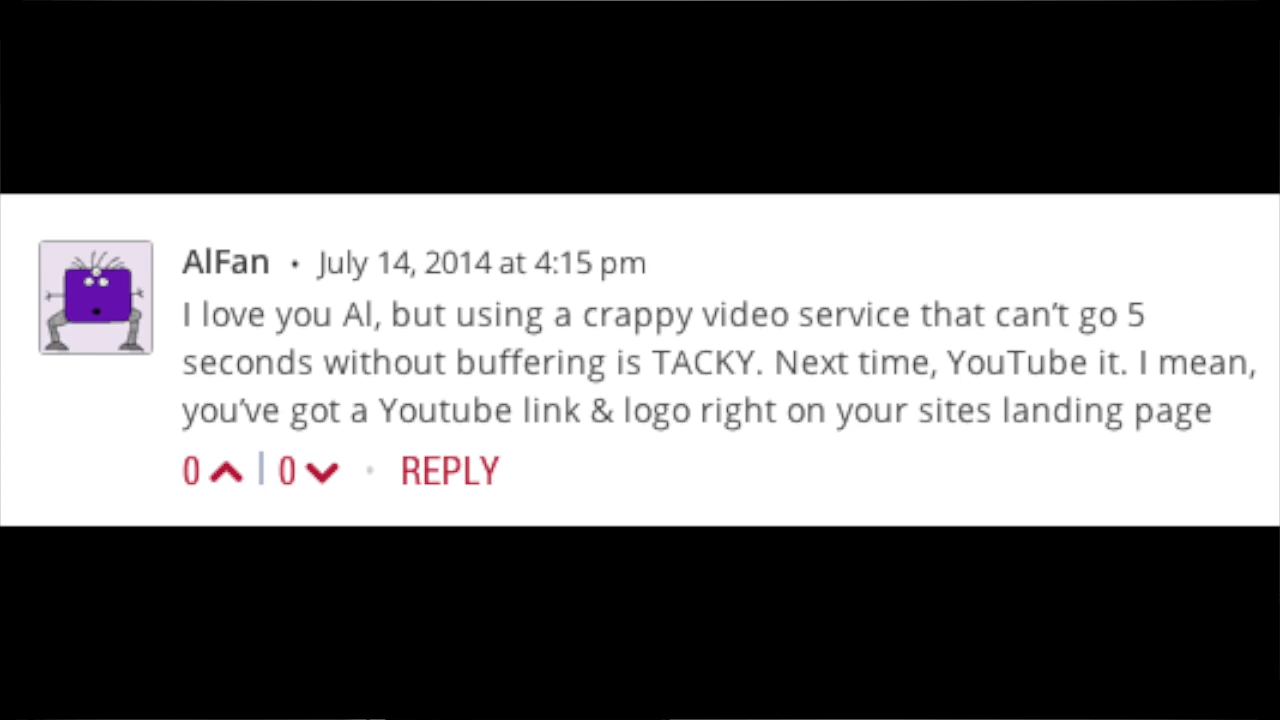 AlFan • July 14, 2014 at 4:15 pm
I love you Al, but using a crappy video service that can’t go 5
seconds without buffering is TACKY. Next time, YouTube it. I mean,
you’ve got a Youtube link & logo right on your sites landing page
0 | 0 • REPLY